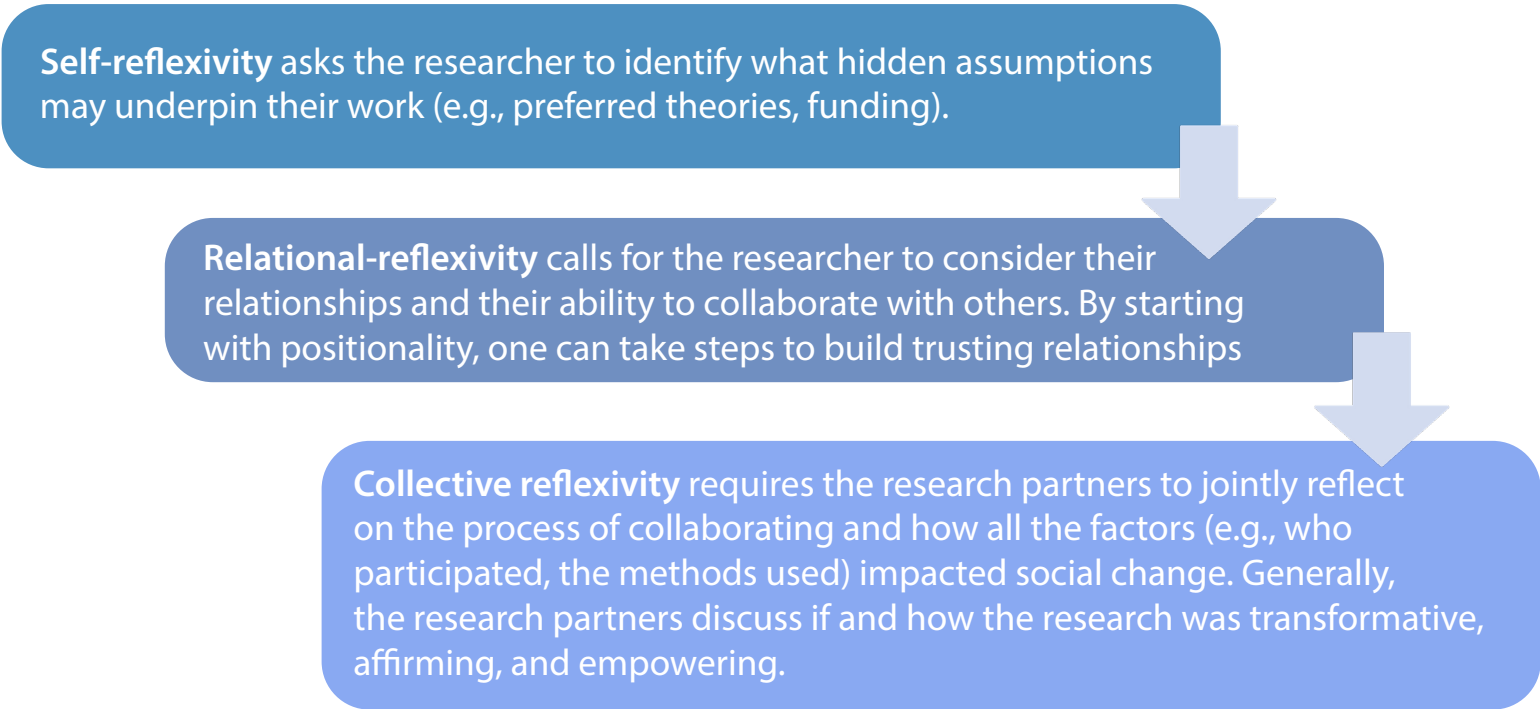 Self-reflexivity asks the researcher to identify what hidden assumptions
may underpin their work (e.g., preferred theories, funding).
Relational-reflexivity calls for the researcher to consider their
relationships and their ability to collaborate with others. By starting
with positionality, one can take steps to build trusting relationships
Collective reflexivity requires the research partners to jointly reflect
on the process of collaborating and how all the factors (e.g., who
participated, the methods used) impacted social change. Generally,
the research partners discuss if and how the research was transformative,
affirming, and empowering.